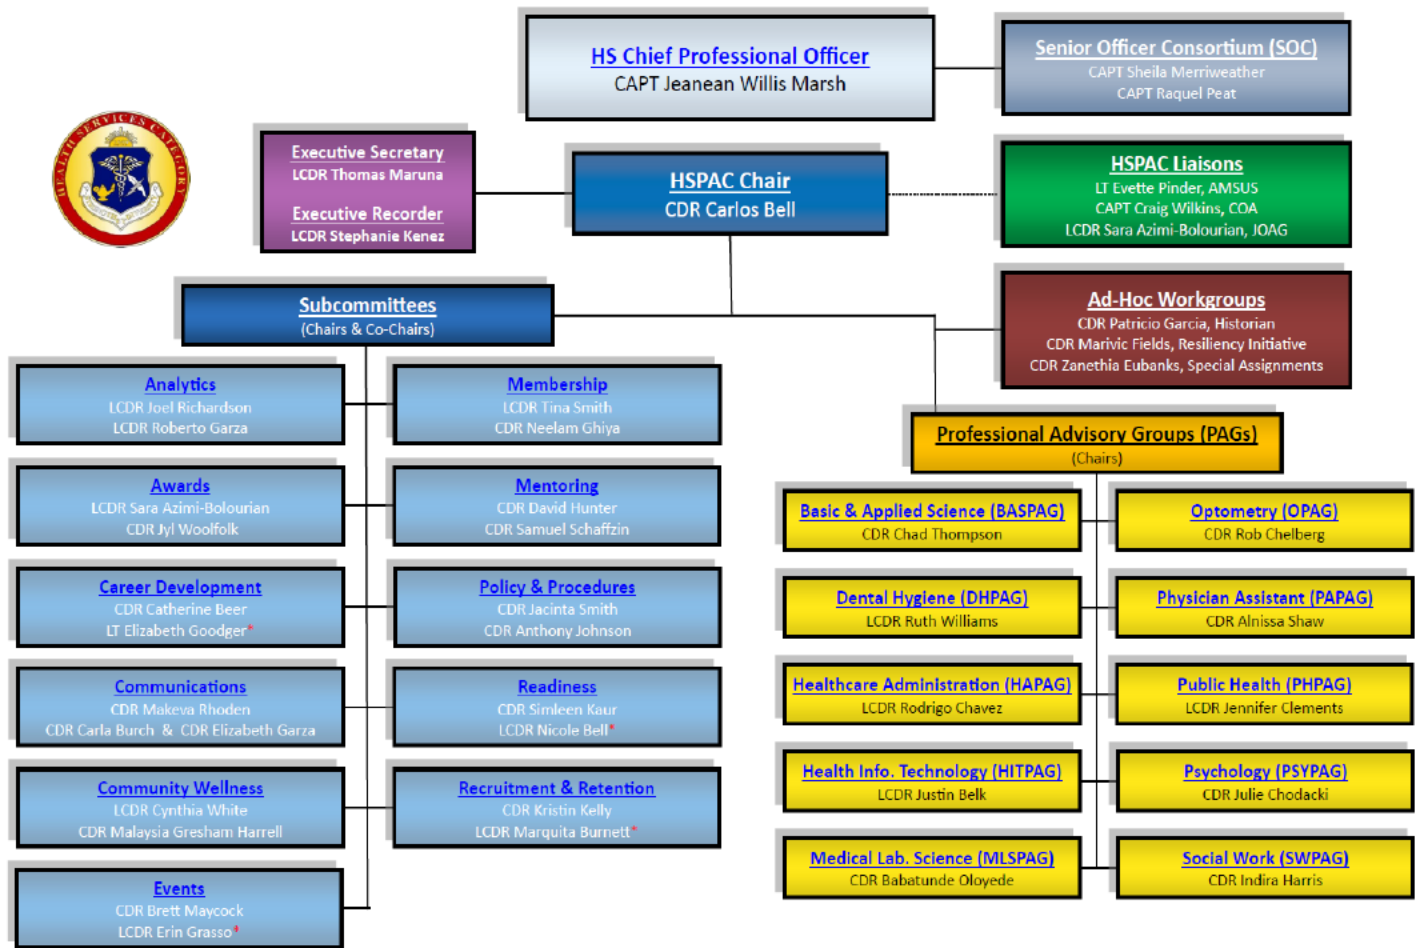 HS Chief Professional Officer
CAPT Jeanean Willis Marsh
Senior Officer Consortium (SOC)
CAPT Sheila Merriweather
CAPT Raquel Peat
HEALTH SERVICES CATEGORY
Executive Secretary
LCDR Thomas Maruna
Executive Recorder
LCDR Stephanie Kenez
HSPAC Chair
CDR Carlos Bell
HSPAC Liaisons
LT Evette Pinder, AMSUS
CAPT Craig Wilkins, COA
LCDR Sara Azimi-Bolourian, JOAG
Ad-Hoc Workgroups
CDR Patricio Garcia, Historian
CDR Marivic Fields, Resiliency Initiative
CDR Zanethia Eubanks, Special Assignments
Subcommittees
(Chairs & Co-Chairs)
Analytics
LCDR Joel Richardson
LCDR Roberto Garza
Membership
LCDR Tina Smith
CDR Neelam Ghiya
Awards
LCDR Sara Azimi-Bolourian
CDR Jyl Woolfolk
Mentoring
CDR David Hunter
CDR Samuel Schaffzin
Career Development
CDR Catherine Beer
LT Elizabeth Goodger*
Policy & Procedures
CDR Jacinta Smith
CDR Anthony Johnson
Communications
CDR Makeva Rhoden
CDR Carla Burch & CDR Elizabeth Garza
Readiness
CDR Simleen Kaur
LCDR Nicole Bell*
Community Wellness
LCDR Cynthia White
CDR Malaysia Gresham Harrell
Recruitment & Retention
CDR Kristin Kelly
LCDR Marquita Burnett*
Events
CDR Brett Maycock
LCDR Erin Grasso*
Professional Advisory Groups (PAGs)
(Chairs)
Basic & Applied Science (BASPAG)
CDR Chad Thompson
Optometry (OPAG)
CDR Rob Chelberg
Dental Hygiene (DHPAG)
LCDR Ruth Williams
Physician Assistant (PAPAG)
CDR Alnissa Shaw
Healthcare Administration (HAPAG)
LCDR Rodrigo Chavez
Public Health (PHPAG)
LCDR Jennifer Clements
Health Info. Technology (HITPAG)
LCDR Justin Belk
Psychology (PSYPAG)
CDR Julie Chodacki
Medical Lab. Science (MLSPAG)
CDR Babatunde Oloyede
Social Work (SWPAG)
CDR Indira Harris